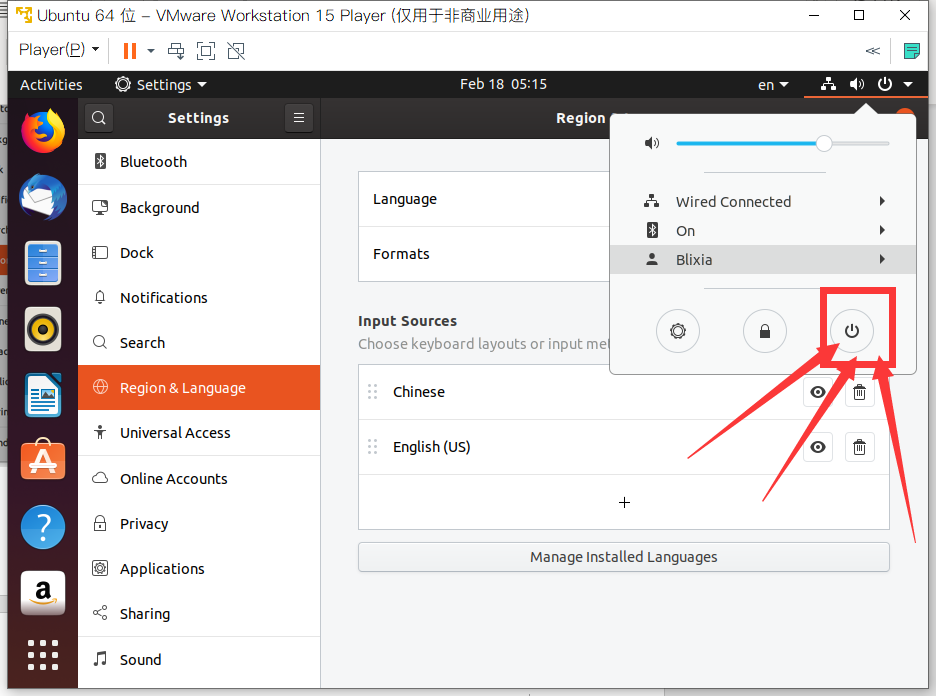 Ubuntu 64 位 – VMware Workstation 15 Player (仅用于非商业用途)
Player(P)
Activities
Settings
Feb 18 05:15
en
Settings
Region
Bluetooth
Background
Dock
Notifications
Search
Region & Language
Universal Access
Online Accounts
Privacy
Applications
Sharing
Sound
Language
Formats
Input Sources
Choose keyboard layouts or input
Chinese
English (US)
Manage Installed Languages
Wired Connected
On
Blixia